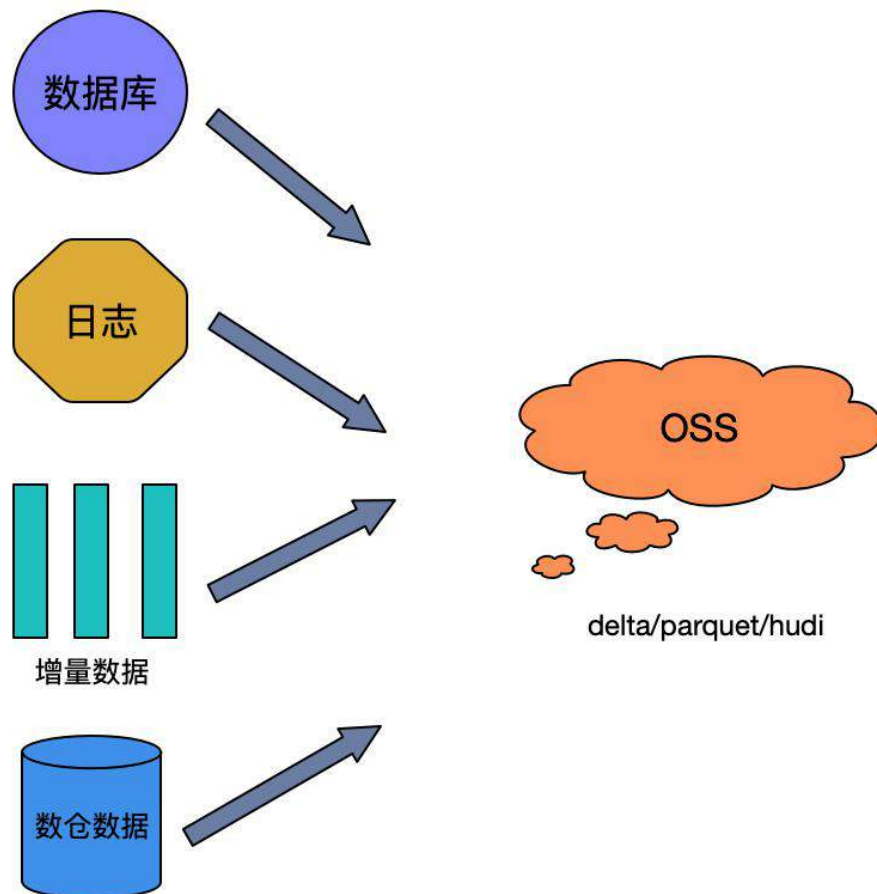 数据库
日志
OSS
delta/parquet/hudi
增量数据
数仓数据